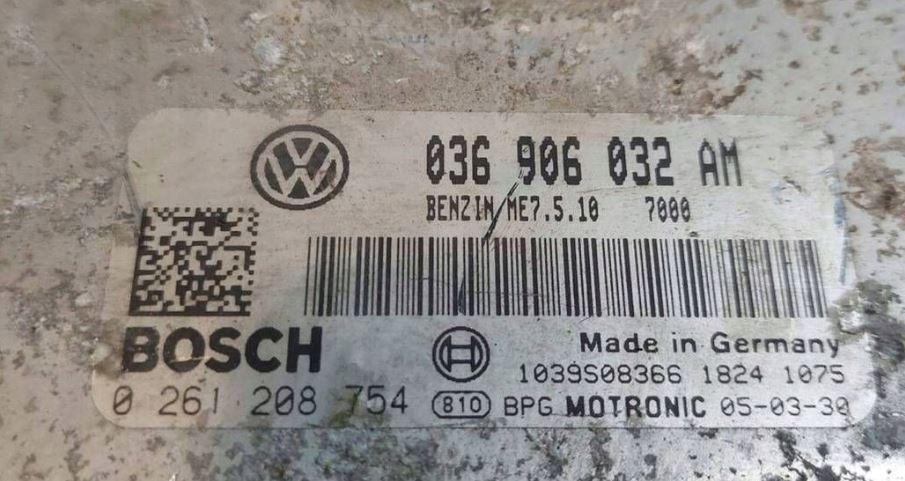 036 906 032 AM
BENZIN ME7.5.10 7000
BOSCH
Made in Germany
1039S08366 1824 1075
0 261 208 754 810 BPG MOTRONIC 05-03-30